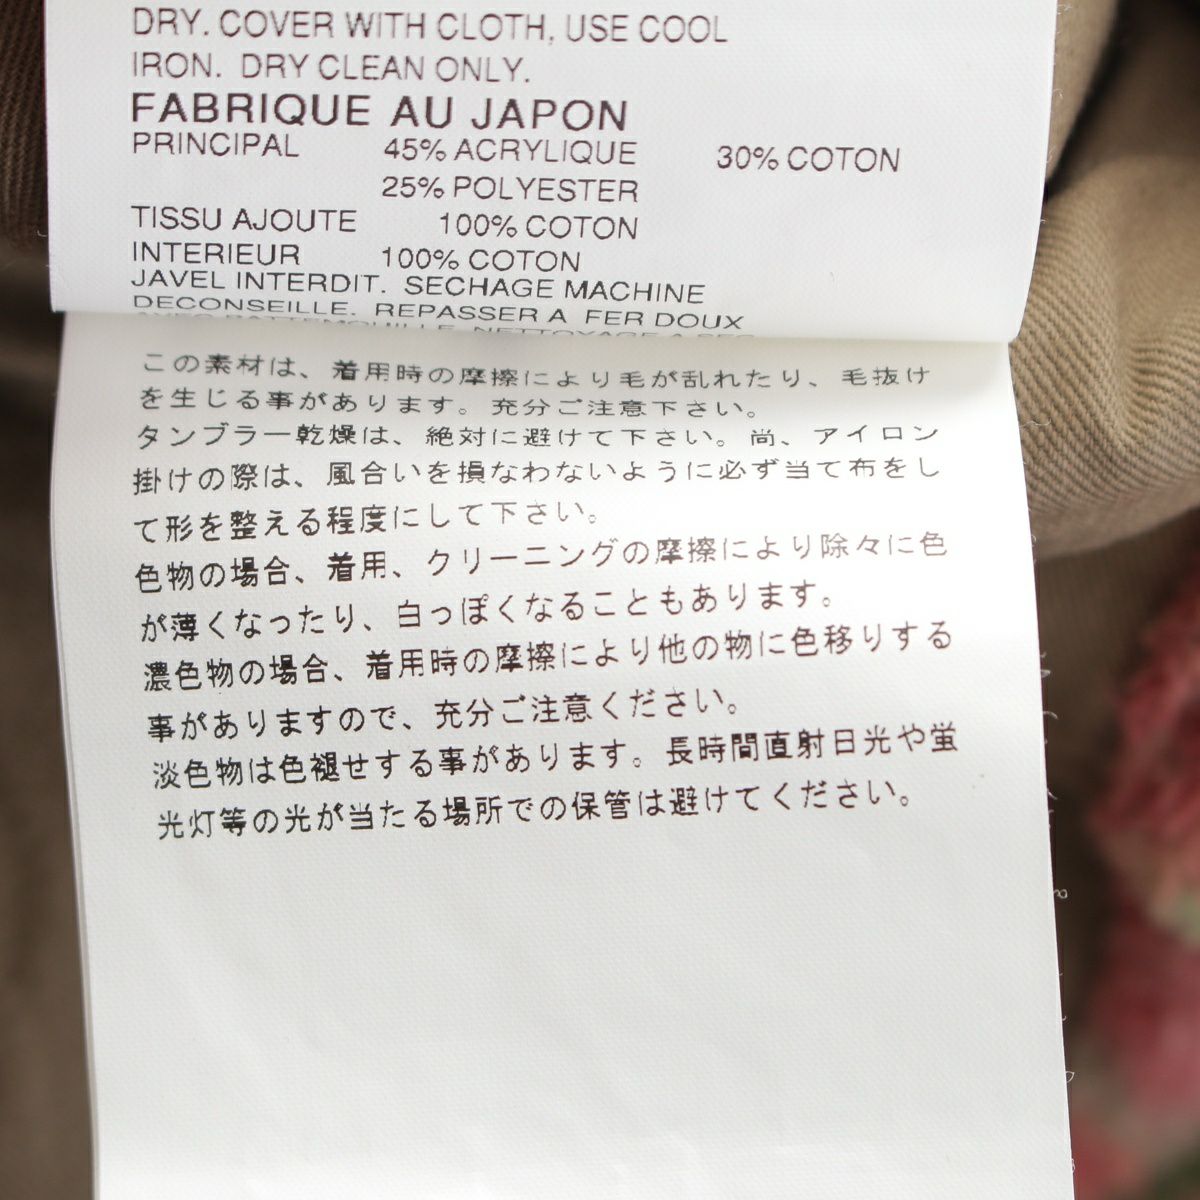 DRY. COVER WITH CLOTH, USE COOL
IRON. DRY CLEAN ONLY.
FABRIQUE AU JAPON
PRINCIPAL 45% ACRYLIQUE 30% COTON
25% POLYESTER
TISSU AJOUTE 100% COTON
INTERIEUR 100% COTON
JAVEL INTERDIT. SECHAGE MACHINE
DECONSEILLE. REPASSER A FER DOUX
AVEC PATTEMOUILLE. NETTOYAGE A SEC
この素材は、着用時の摩擦により毛が乱れたり、毛抜け
を生じる事があります。充分ご注意下さい。
タンブラー乾燥は、絶対に避けて下さい。尚、アイロン
掛けの際は、風合いを損なわないように必ず当て布をし
て形を整える程度にして下さい。
色物の場合、着用、クリーニングの摩擦により除々に色
が薄くなったり、白っぽくなることもあります。
濃色物の場合、着用時の摩擦により他の物に色移りする
事がありますので、充分ご注意ください。
淡色物は色褪せする事があります。長時間直射日光や蛍
光灯等の光が当たる場所での保管は避けてください。